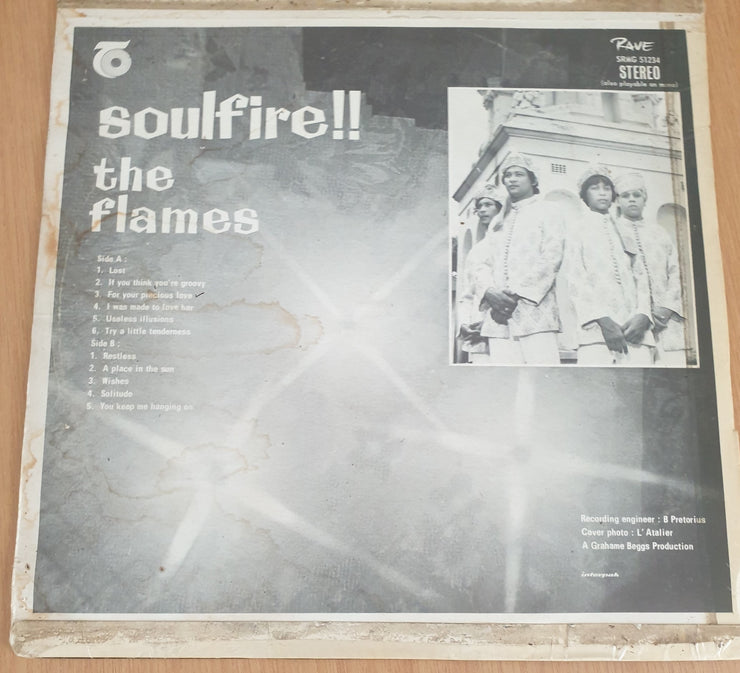 RAVE
SRMG 51234
STEREO
(also playable on mono)
soulfire!!
the
flames
Side A :
1. Lost
2. If you think you're groovy
3. For your precious love
4. I was made to love her
5. Useless illusions
6. Try a little tenderness
Side B :
1. Restless
2. A place in the sun
3. Wishes
4. Solitude
5. You keep me hanging on
Recording engineer : B Pretorius
Cover photo : L' Atalier
A Grahame Beggs Production
interpak